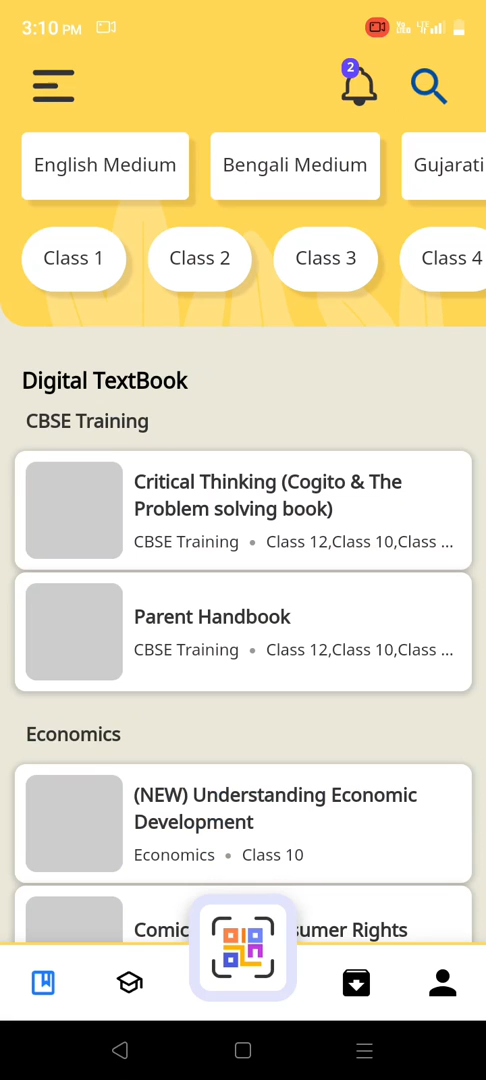 3:10 PM
2
English Medium
Bengali Medium
Gujarati
Class 1
Class 2
Class 3
Class 4
Digital TextBook
CBSE Training
Critical Thinking (Cogito & The
Problem solving book)
CBSE Training • Class 12,Class 10,Class ...
Parent Handbook
CBSE Training • Class 12,Class 10,Class ...
Economics
(NEW) Understanding Economic
Development
Economics • Class 10
Comic
sumer Rights